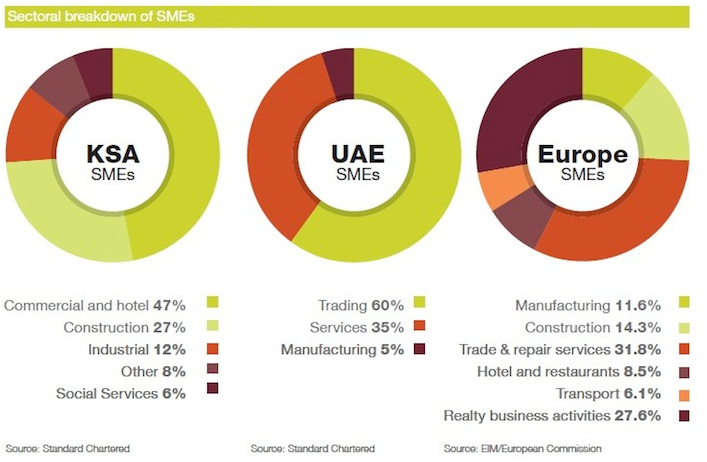 Sectoral breakdown of SMEs
KSA
SMEs
UAE
SMEs
Europe
SMEs
Commercial and hotel 47%
Construction 27%
Industrial 12%
Other 8%
Social Services 6%
Trading 60%
Services 35%
Manufacturing 5%
Manufacturing 11.6%
Construction 14.3%
Trade & repair services 31.8%
Hotel and restaurants 8.5%
Transport 6.1%
Realty business activities 27.6%
Source: Standard Chartered
Source: Standard Chartered
Source: EIM/European Commission